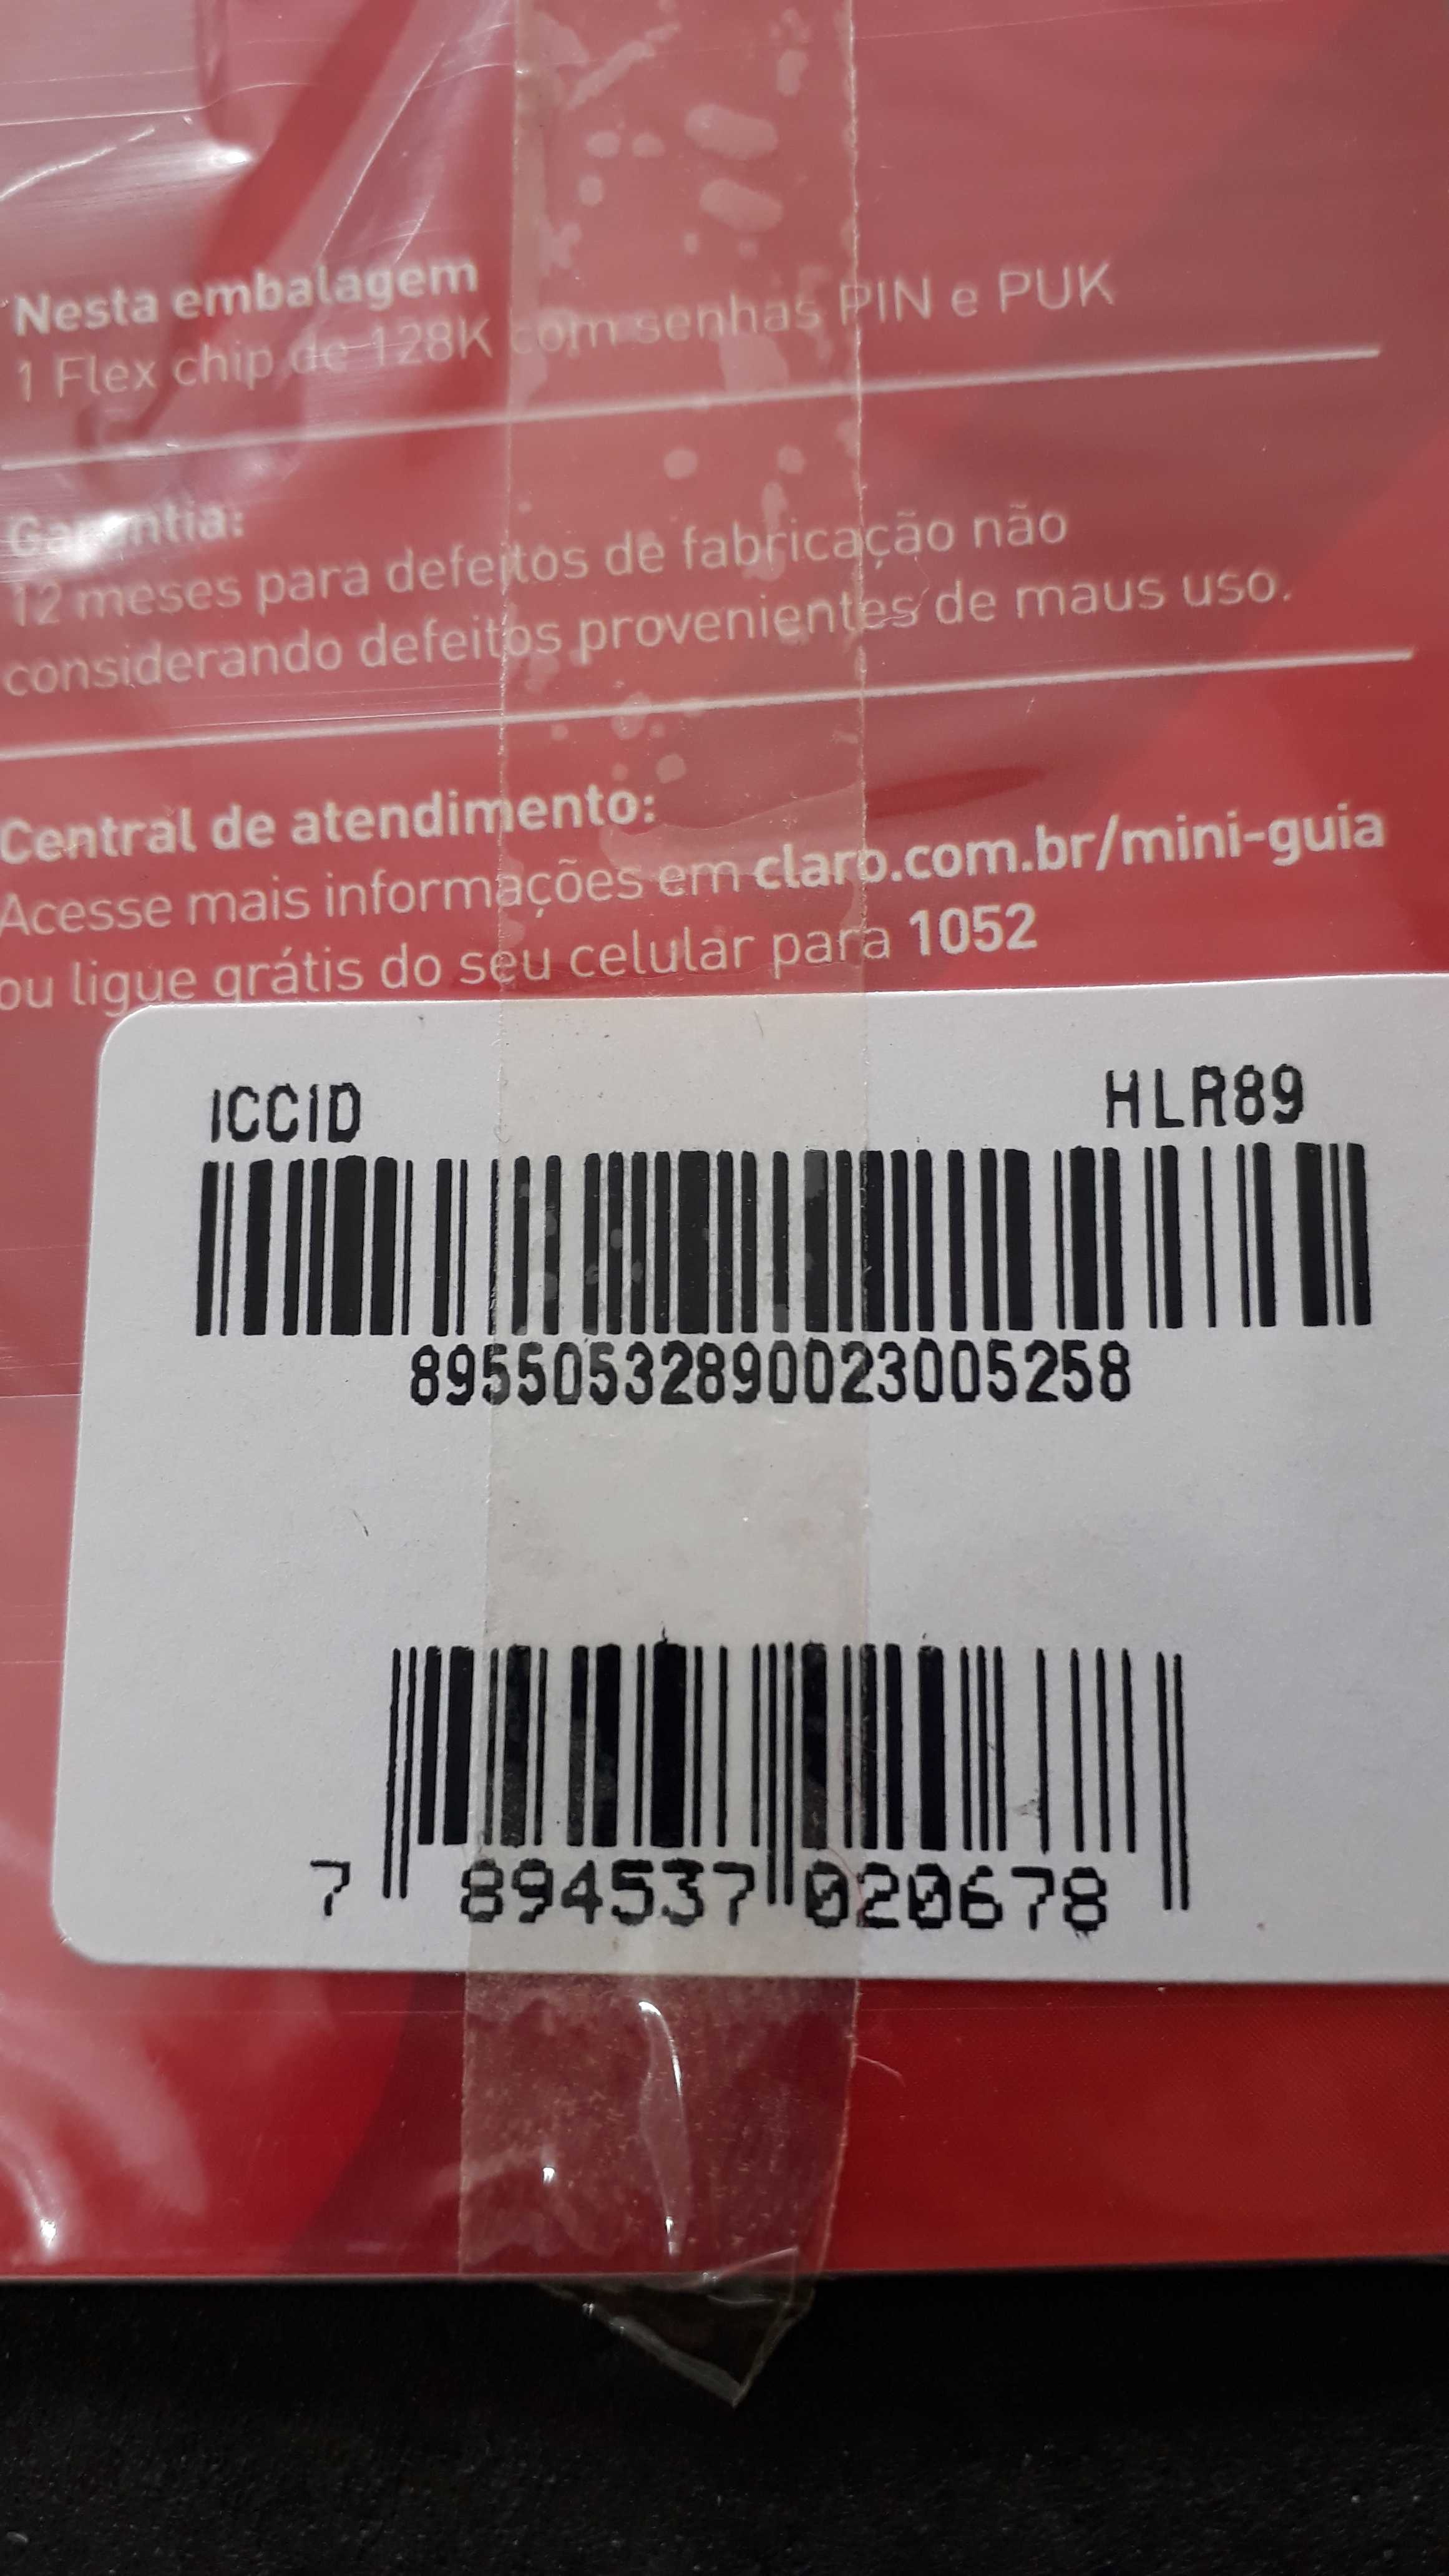 Nesta embalagem
1 Flex chip de 128K com senhas PIN e PUK
Garantia:
12 meses para defeitos de fabricação não
considerando defeitos provenientes de maus uso.
Central de atendimento:
Acesse mais informações em claro.com.br/mini-guia
ou ligue grátis do seu celular para 1052
ICCID HLR89
89550532890023005258
7 894537 020678